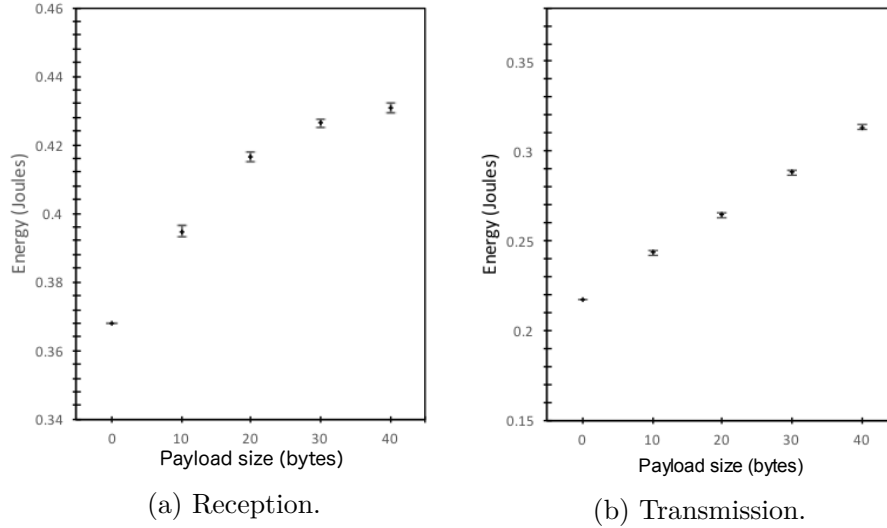 0.46
0.44
0.42
0.4
0.38
0.36
0.34
Energy (Joules)
0 10 20 30 40
Payload size (bytes)
(a) Reception.
0.35
0.3
0.25
0.2
0.15
Energy (Joules)
0 10 20 30 40
Payload size (bytes)
(b) Transmission.